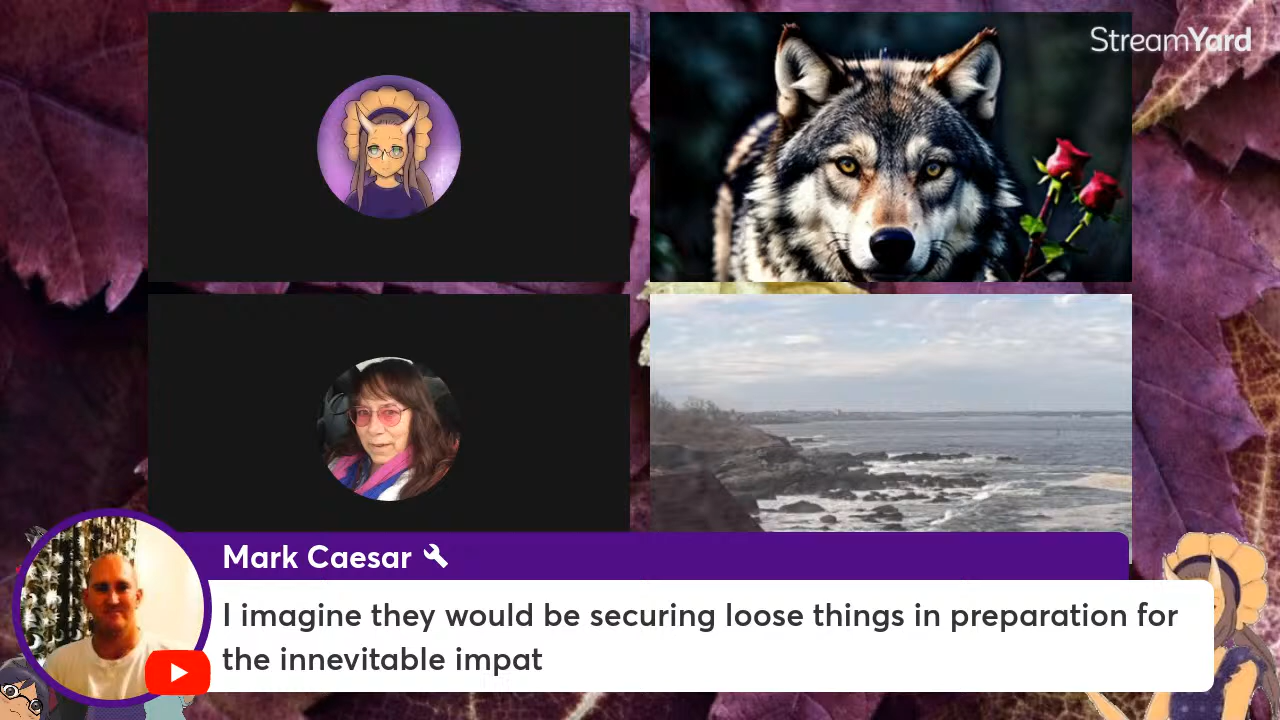 StreamYard
Mark Caesar
I imagine they would be securing loose things in preparation for
the innevitable impat